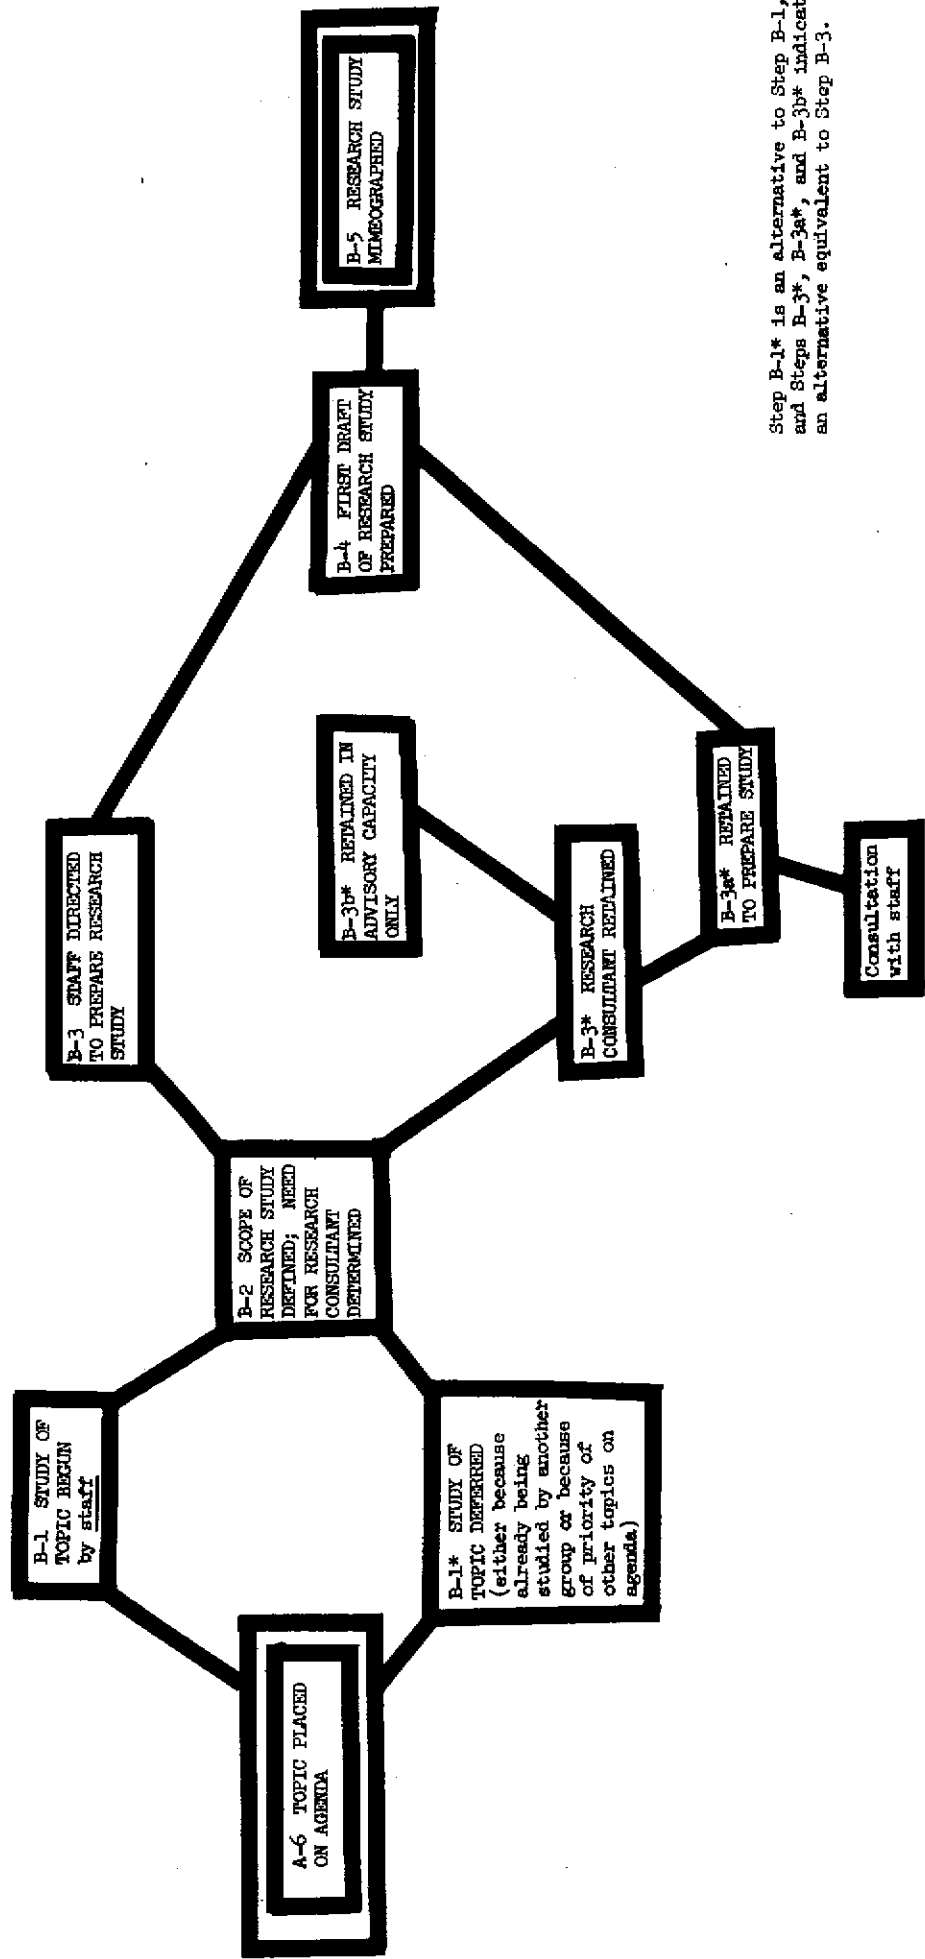 A-6 TOPIC PLACED
ON AGENDA
B-1 STUDY OF
TOPIC BEGUN
by staff
B-1* STUDY OF
TOPIC DEFERRED
(either because
already being
studied by another
group or because
of priority of
other topics on
agenda)
B-2 SCOPE OF
RESEARCH STUDY
DEFINED; NEED
FOR RESEARCH
CONSULTANT
DETERMINED
B-3 STAFF DIRECTED
TO PREPARE RESEARCH
STUDY
B-3* RESEARCH
CONSULTANT RETAINED
B-3b* RETAINED IN
ADVISORY CAPACITY
ONLY
B-3a* RETAINED
TO PREPARE STUDY
Consultation
with staff
B-4 FIRST DRAFT
OF RESEARCH STUDY
PREPARED
B-5 RESEARCH STUDY
MIMEOGRAPHED
Step B-1* is an alternative to Step B-1,
and Steps B-3*, B-3a*, and B-3b* indicat
an alternative equivalent to Step B-3.